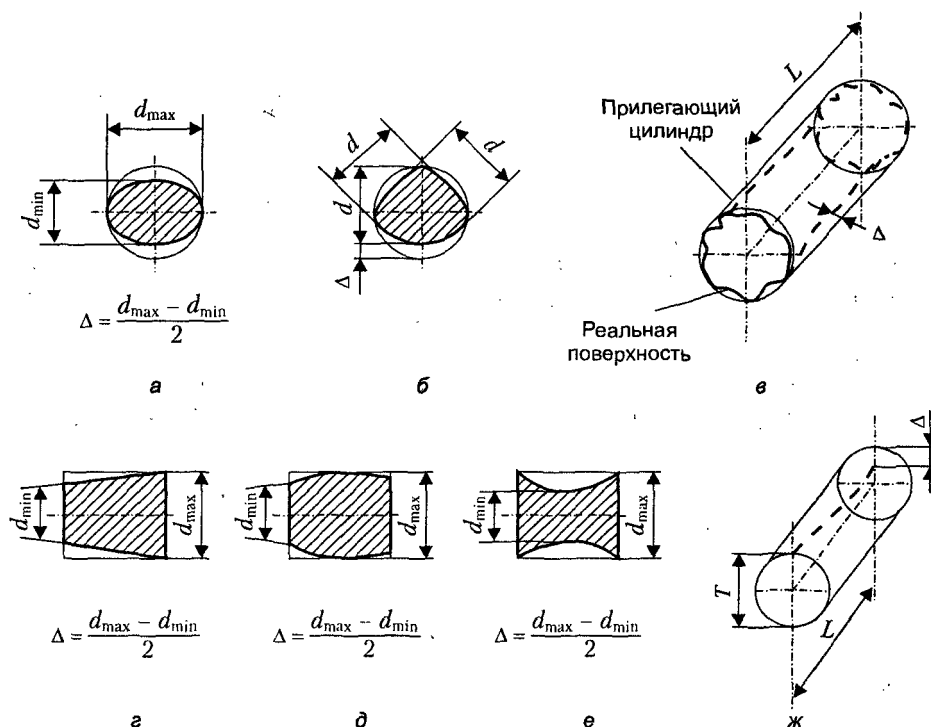 d_max
d_min
Δ = (d_max − d_min) / 2
а
d
d
d
Δ
б
L
Прилегающий
цилиндр
Δ
Реальная
поверхность
в
d_min
d_max
Δ = (d_max − d_min) / 2
г
d_min
d_max
Δ = (d_max − d_min) / 2
д
d_min
d_max
Δ = (d_max − d_min) / 2
е
Δ
T
L
ж